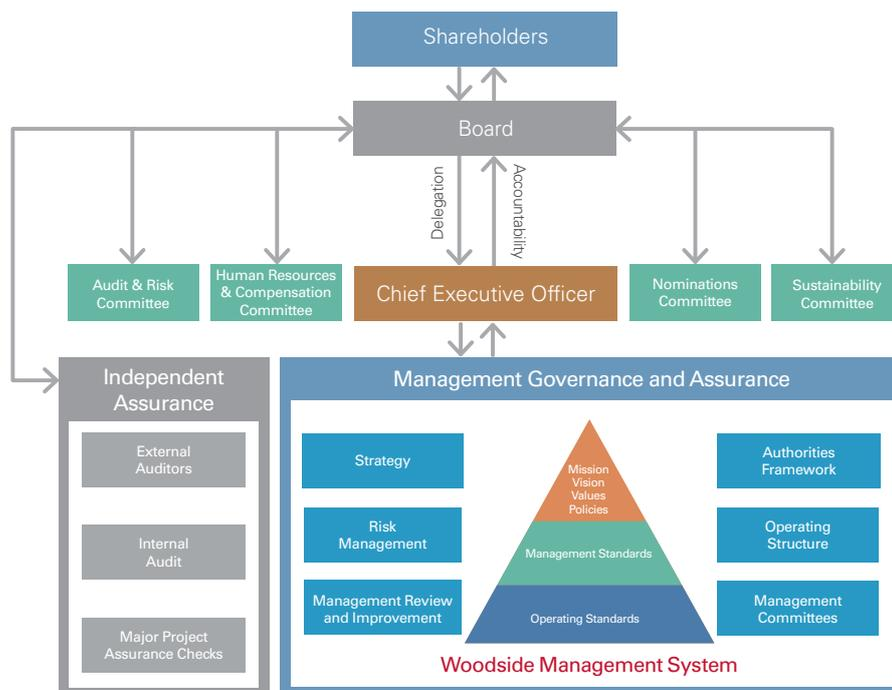 Shareholders
Board
Delegation
Accountability
Audit & Risk
Committee
Human Resources
& Compensation
Committee
Chief Executive Officer
Nominations
Committee
Sustainability
Committee
Independent
Assurance
External
Auditors
Internal
Audit
Major Project
Assurance Checks
Management Governance and Assurance
Strategy
Risk
Management
Management Review
and Improvement
Mission
Vision
Values
Policies
Management Standards
Operating Standards
Authorities
Framework
Operating
Structure
Management
Committees
Woodside Management System